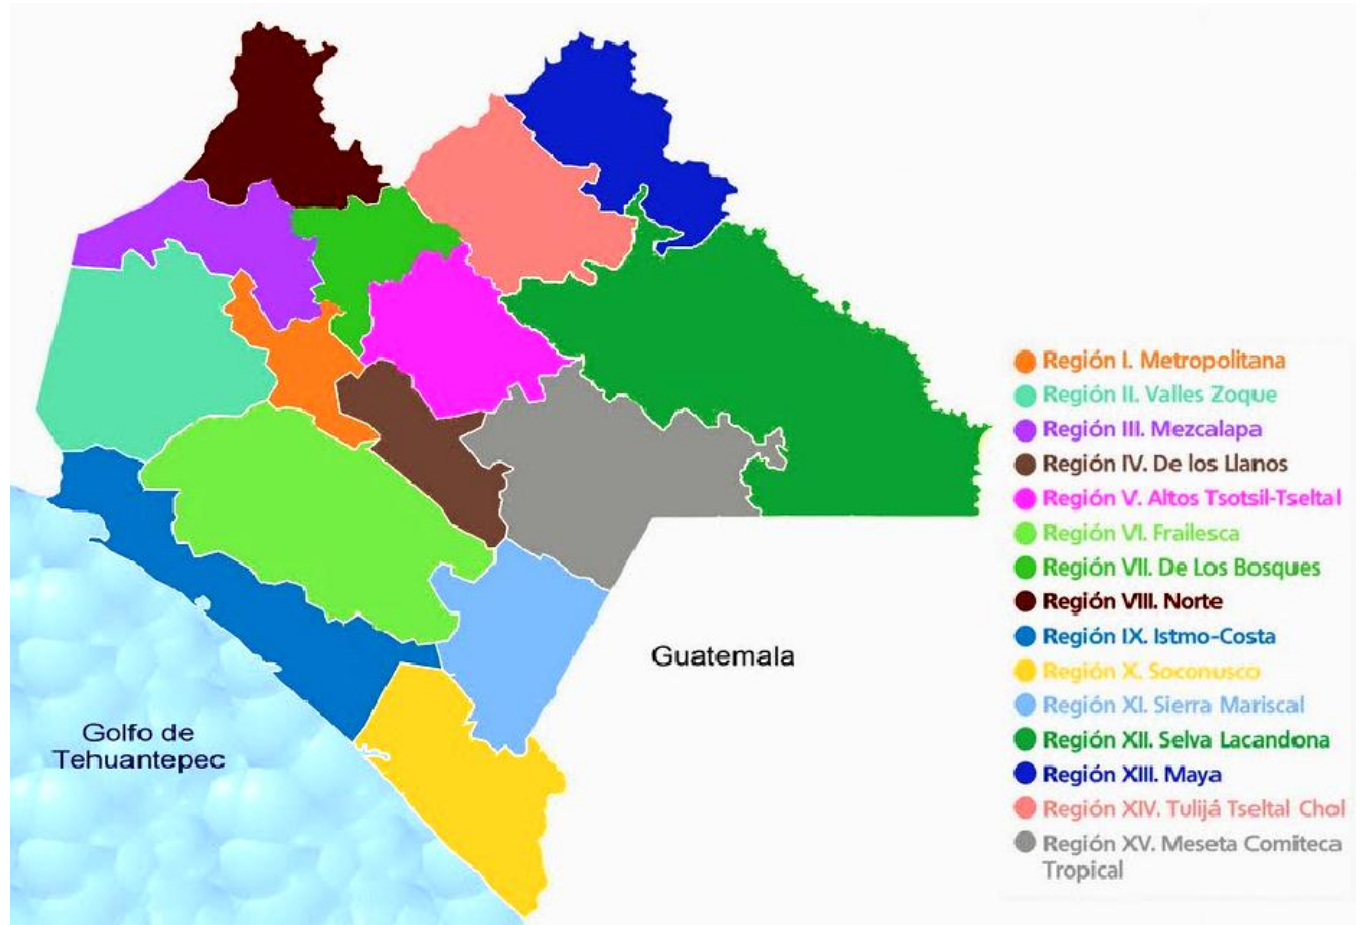 Guatemala
Golfo de
Tehuantepec
Región I. Metropolitana
Región II. Valles Zoque
Región III. Mezcalapa
Región IV. De los Llanos
Región V. Altos Tsotsil-Tseltal
Región VI. Frailesca
Región VII. De Los Bosques
Región VIII. Norte
Región IX. Istmo-Costa
Región X. Soconusco
Región XI. Sierra Mariscal
Región XII. Selva Lacandona
Región XIII. Maya
Región XIV. Tulijá Tseltal Chol
Región XV. Meseta Comiteca
Tropical